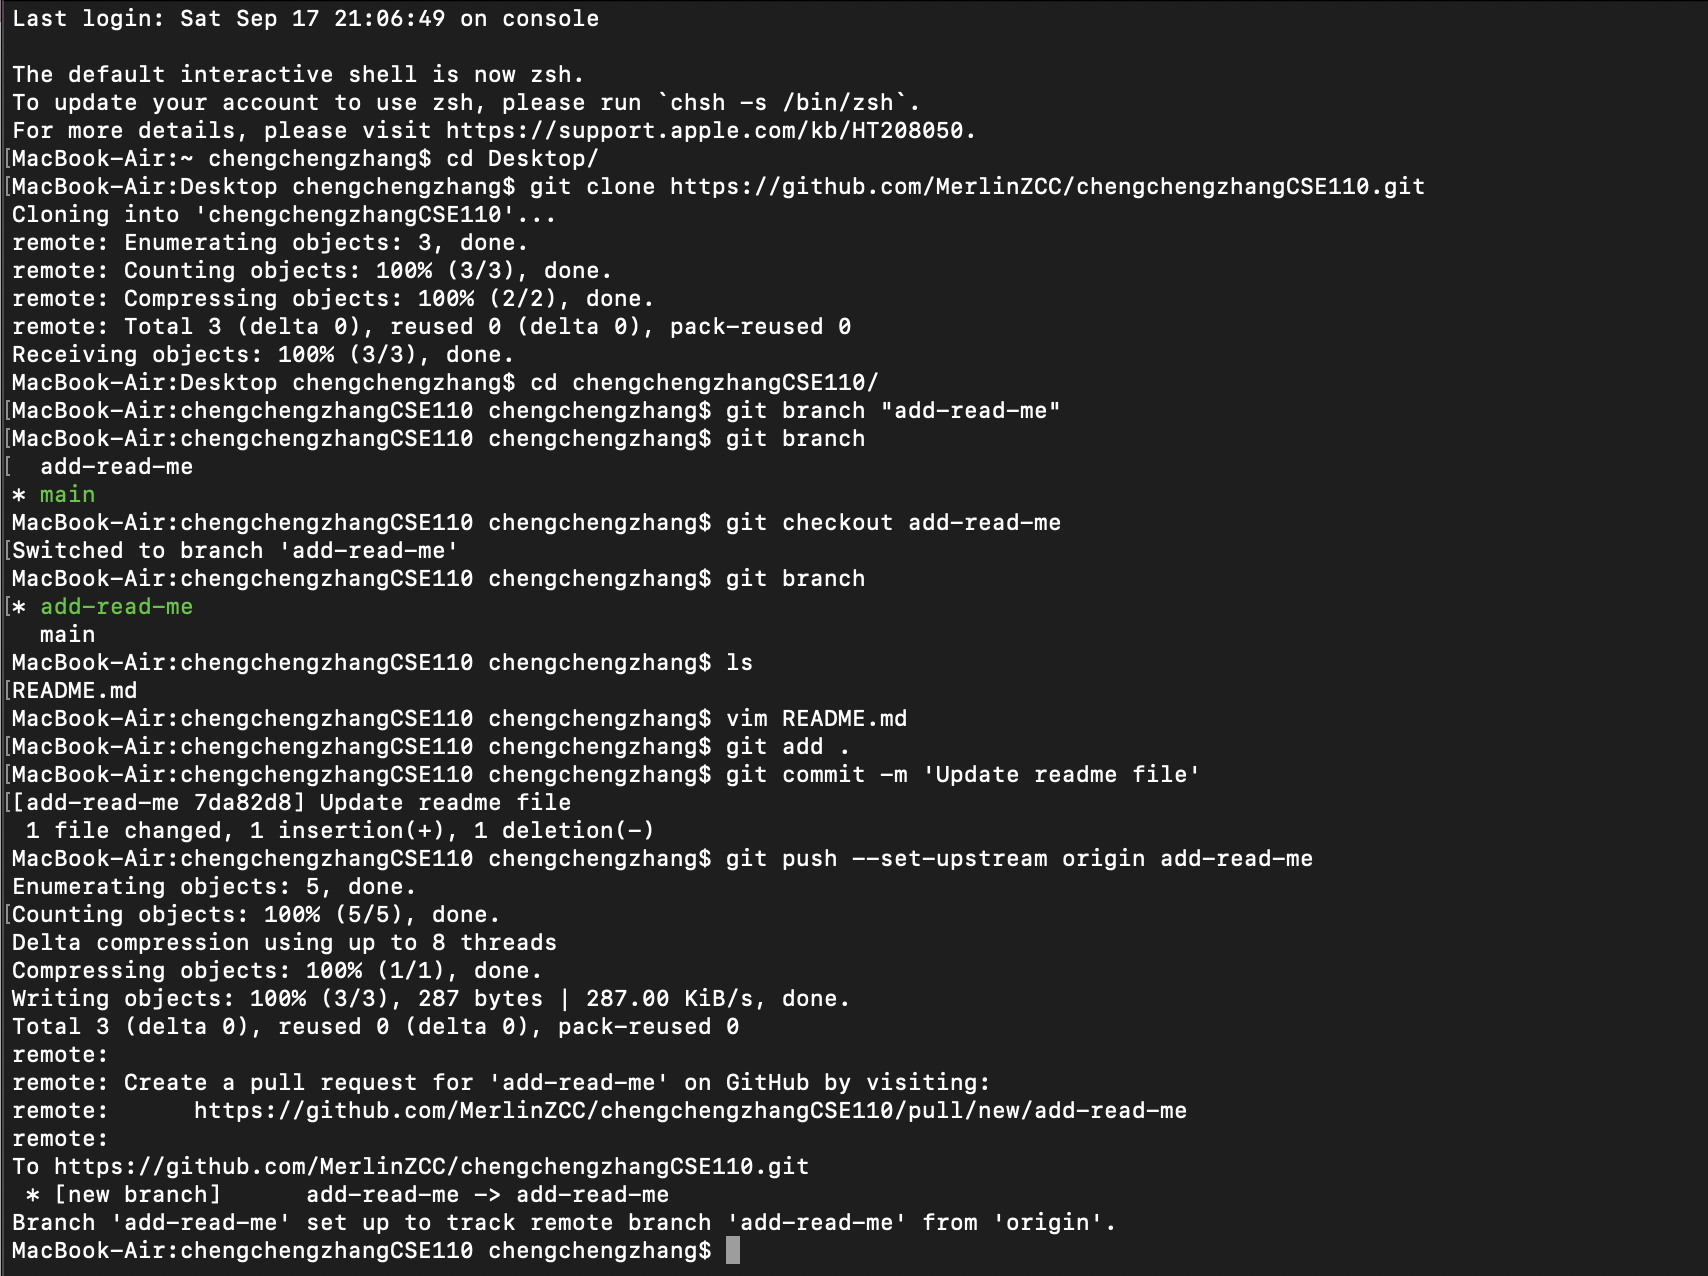 Last login: Sat Sep 17 21:06:49 on console
The default interactive shell is now zsh.
To update your account to use zsh, please run `chsh -s /bin/zsh`.
For more details, please visit https://support.apple.com/kb/HT208050.
[MacBook-Air:~ chengchengzhang$ cd Desktop/
[MacBook-Air:Desktop chengchengzhang$ git clone https://github.com/MerlinZCC/chengchengzhangCSE110.git
Cloning into 'chengchengzhangCSE110'...
remote: Enumerating objects: 3, done.
remote: Counting objects: 100% (3/3), done.
remote: Compressing objects: 100% (2/2), done.
remote: Total 3 (delta 0), reused 0 (delta 0), pack-reused 0
Receiving objects: 100% (3/3), done.
MacBook-Air:Desktop chengchengzhang$ cd chengchengzhangCSE110/
[MacBook-Air:chengchengzhangCSE110 chengchengzhang$ git branch "add-read-me"
[MacBook-Air:chengchengzhangCSE110 chengchengzhang$ git branch
[  add-read-me
* main
MacBook-Air:chengchengzhangCSE110 chengchengzhang$ git checkout add-read-me
[Switched to branch 'add-read-me'
MacBook-Air:chengchengzhangCSE110 chengchengzhang$ git branch
[* add-read-me
  main
MacBook-Air:chengchengzhangCSE110 chengchengzhang$ ls
[README.md
MacBook-Air:chengchengzhangCSE110 chengchengzhang$ vim README.md
[MacBook-Air:chengchengzhangCSE110 chengchengzhang$ git add .
[MacBook-Air:chengchengzhangCSE110 chengchengzhang$ git commit -m 'Update readme file'
[[add-read-me 7da82d8] Update readme file
 1 file changed, 1 insertion(+), 1 deletion(-)
MacBook-Air:chengchengzhangCSE110 chengchengzhang$ git push --set-upstream origin add-read-me
Enumerating objects: 5, done.
[Counting objects: 100% (5/5), done.
Delta compression using up to 8 threads
Compressing objects: 100% (1/1), done.
Writing objects: 100% (3/3), 287 bytes | 287.00 KiB/s, done.
Total 3 (delta 0), reused 0 (delta 0), pack-reused 0
remote:
remote: Create a pull request for 'add-read-me' on GitHub by visiting:
remote:      https://github.com/MerlinZCC/chengchengzhangCSE110/pull/new/add-read-me
remote:
To https://github.com/MerlinZCC/chengchengzhangCSE110.git
 * [new branch]        add-read-me -> add-read-me
Branch 'add-read-me' set up to track remote branch 'add-read-me' from 'origin'.
MacBook-Air:chengchengzhangCSE110 chengchengzhang$